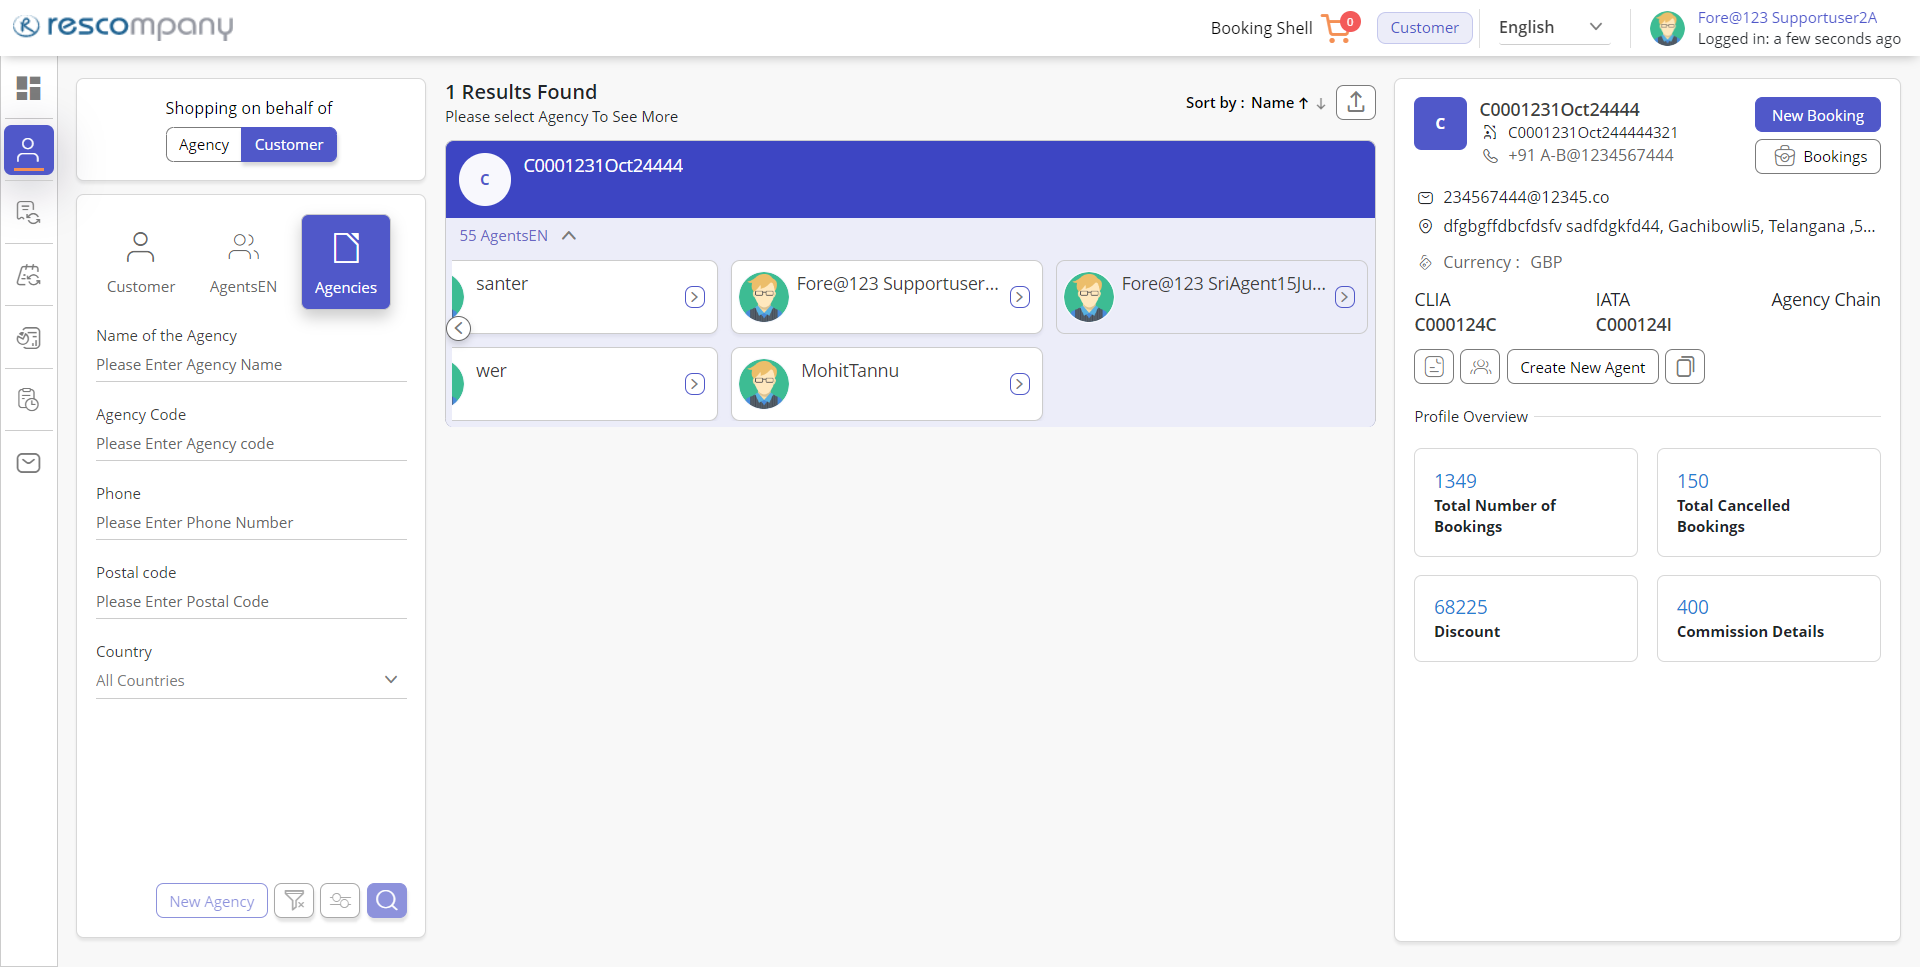 rescompany
Booking Shell
0
Customer
English
Fore@123 Supportuser2A
Logged in: a few seconds ago
Shopping on behalf of
Agency
Customer
Customer
AgentsEN
Agencies
Name of the Agency
Please Enter Agency Name
Agency Code
Please Enter Agency code
Phone
Please Enter Phone Number
Postal code
Please Enter Postal Code
Country
All Countries
New Agency
1 Results Found
Please select Agency To See More
Sort by : Name
C
C0001231Oct24444
55 AgentsEN
santer
Fore@123 Supportuser...
Fore@123 SriAgent15Ju...
wer
MohitTannu
C
C0001231Oct24444
C0001231Oct244444321
+91 A-B@1234567444
New Booking
Bookings
234567444@12345.co
dfgbgffdbcfdsfv sadfdgkfd44, Gachibowli5, Telangana ,5...
Currency : GBP
CLIA
C000124C
IATA
C000124I
Agency Chain
Create New Agent
Profile Overview
1349
Total Number of
Bookings
150
Total Cancelled
Bookings
68225
Discount
400
Commission Details